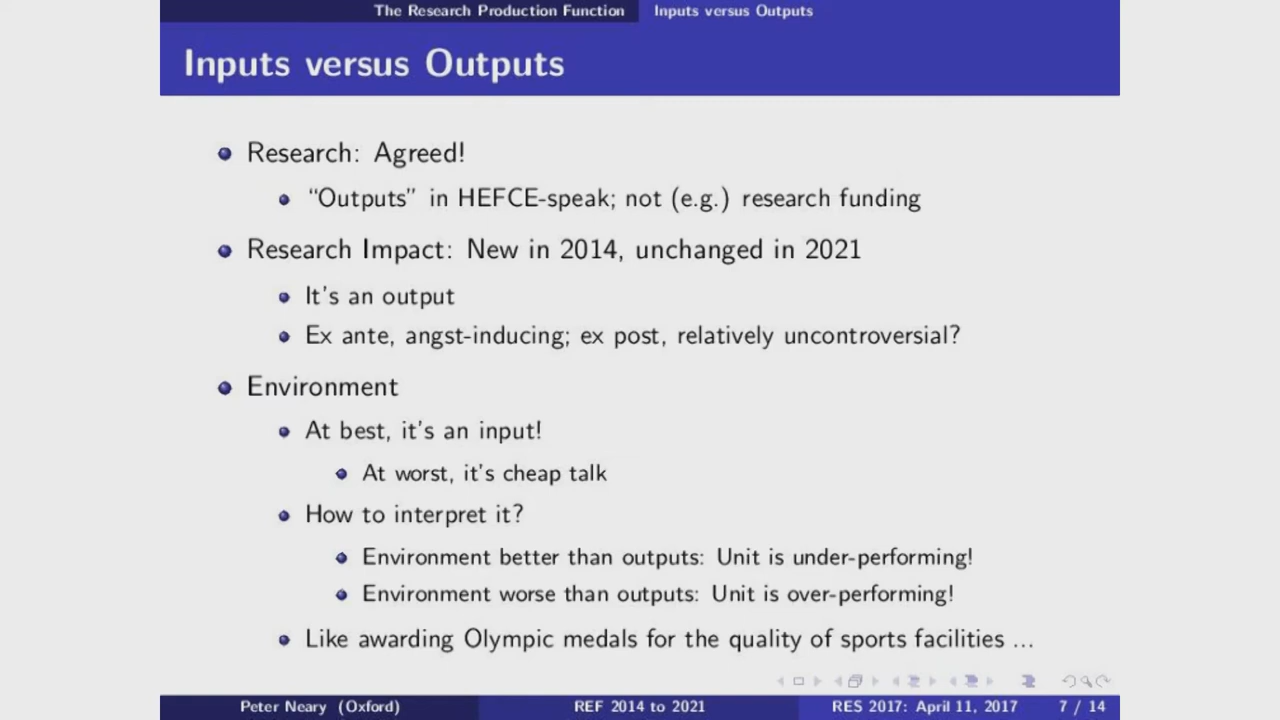 The Research Production Function Inputs versus Outputs
Inputs versus Outputs
Research: Agreed!
“Outputs” in HEFCE-speak; not (e.g.) research funding
Research Impact: New in 2014, unchanged in 2021
It's an output
Ex ante, angst-inducing; ex post, relatively uncontroversial?
Environment
At best, it's an input!
At worst, it's cheap talk
How to interpret it?
Environment better than outputs: Unit is under-performing!
Environment worse than outputs: Unit is over-performing!
Like awarding Olympic medals for the quality of sports facilities ...
Peter Neary (Oxford) REF 2014 to 2021 RES 2017: April 11, 2017 7 / 14